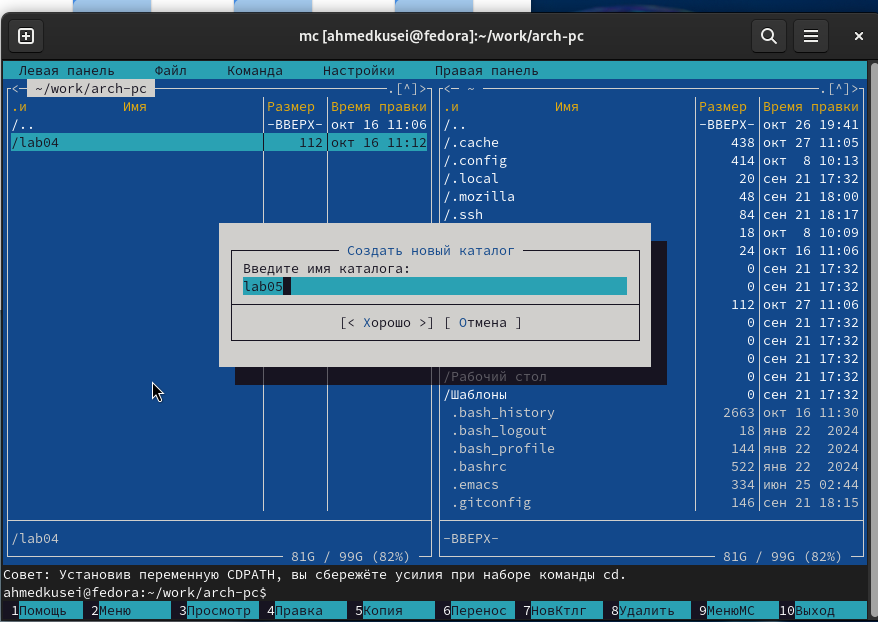 mc [ahmedkusei@fedora]:~/work/arch-pc
Левая панель Файл Команда Настройки Правая панель
<─ ~/work/arch-pc .[^]>
.и Имя Размер Время правки
/.. -ВВЕРХ- окт 16 11:06
/lab04 112 окт 16 11:12
/lab04
81G / 99G (82%)
<─ ~ .[^]>
.и Имя Размер Время правки
/.. -ВВЕРХ- окт 26 19:41
/.cache 438 окт 27 11:05
/.config 414 окт 8 10:13
/.local 20 сен 21 17:32
/.mozilla 48 сен 21 18:00
/.ssh 84 сен 21 18:17
18 окт 8 10:09
24 окт 16 11:06
0 сен 21 17:32
0 сен 21 17:32
112 окт 27 11:06
0 сен 21 17:32
0 сен 21 17:32
0 сен 21 17:32
/Рабочий стол 0 сен 21 17:32
/Шаблоны 0 сен 21 17:32
.bash_history 2663 окт 16 11:30
.bash_logout 18 янв 22 2024
.bash_profile 144 янв 22 2024
.bashrc 522 янв 22 2024
.emacs 334 июн 25 02:44
.gitconfig 146 сен 21 18:15
-ВВЕРХ-
81G / 99G (82%)
Создать новый каталог
Введите имя каталога:
lab05
[< Хорошо >] [ Отмена ]
Совет: Установив переменную CDPATH, вы сбережёте усилия при наборе команды cd.
ahmedkusei@fedora:~/work/arch-pc$
1Помощь 2Меню 3Просмотр 4Правка 5Копия 6Перенос 7НовКтлг 8Удалить 9МенюMC 10Выход